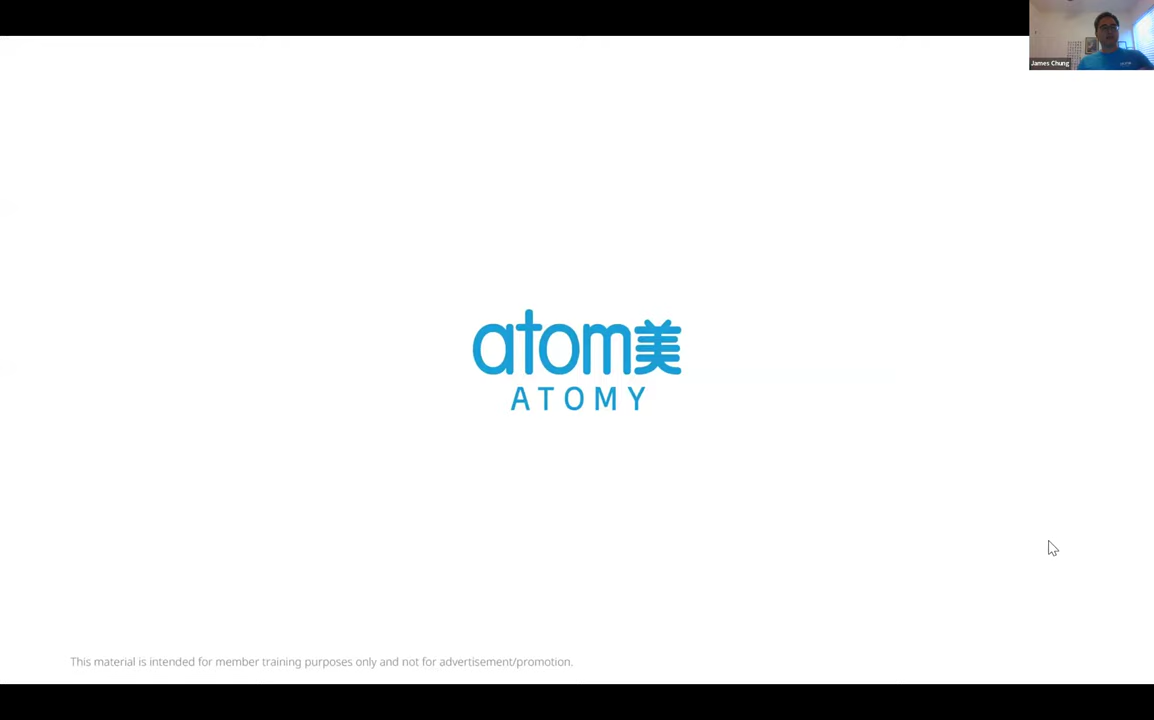 James Chung
atom美
ATOMY
This material is intended for member training purposes only and not for advertisement/promotion.